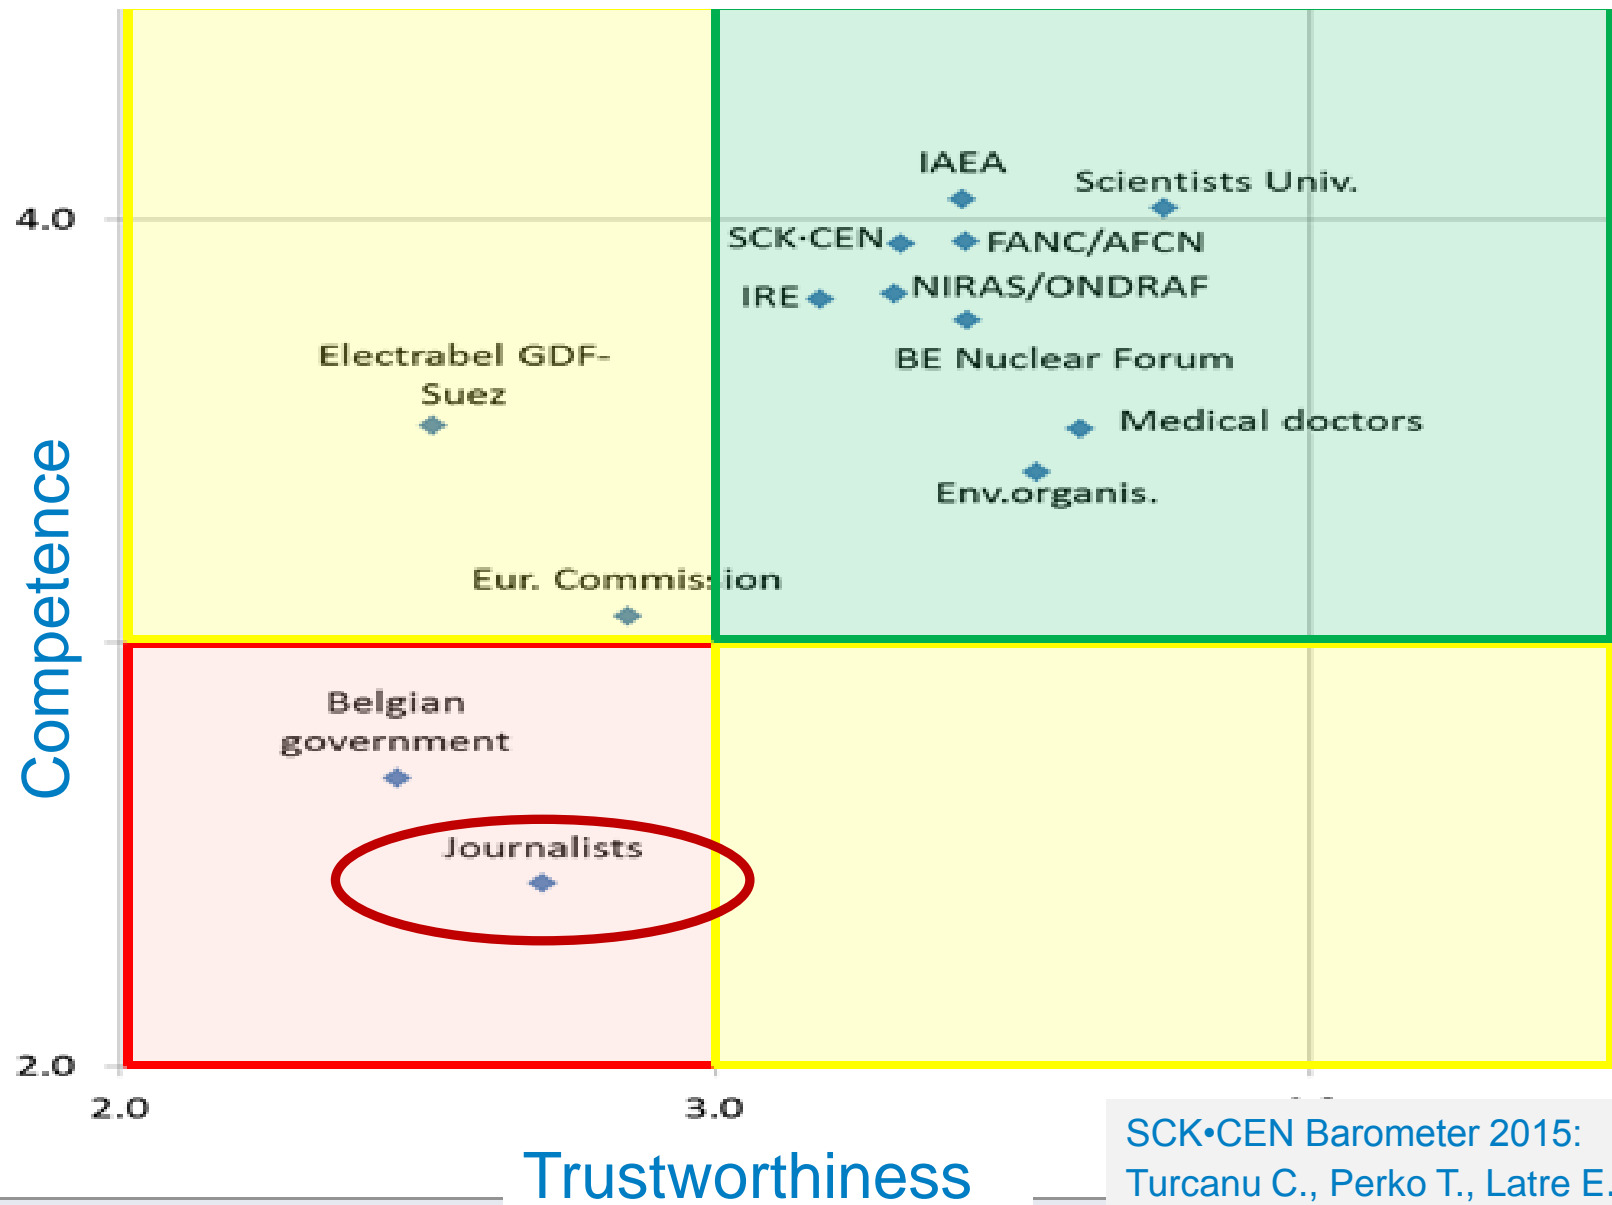 IAEA
Scientists Univ.
4.0
SCK·CEN
FANC/AFCN
IRE
NIRAS/ONDRAF
Electrabel GDF-
Suez
BE Nuclear Forum
Medical doctors
Env.organis.
Competence
Eur. Commission
Belgian
government
Journalists
2.0
2.0
3.0
Trustworthiness
SCK•CEN Barometer 2015:
Turcanu C., Perko T., Latre E.